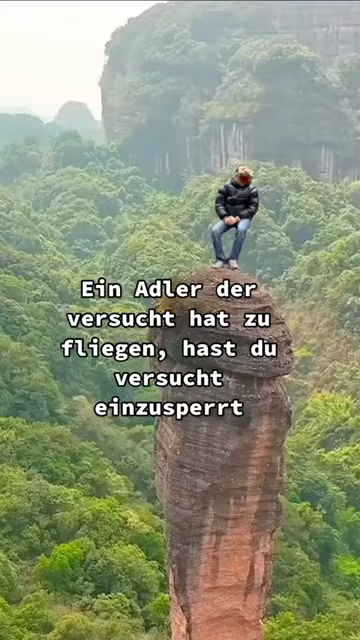 Ein Adler der
versucht hat zu
fliegen, hast du
versucht
einzusperrt